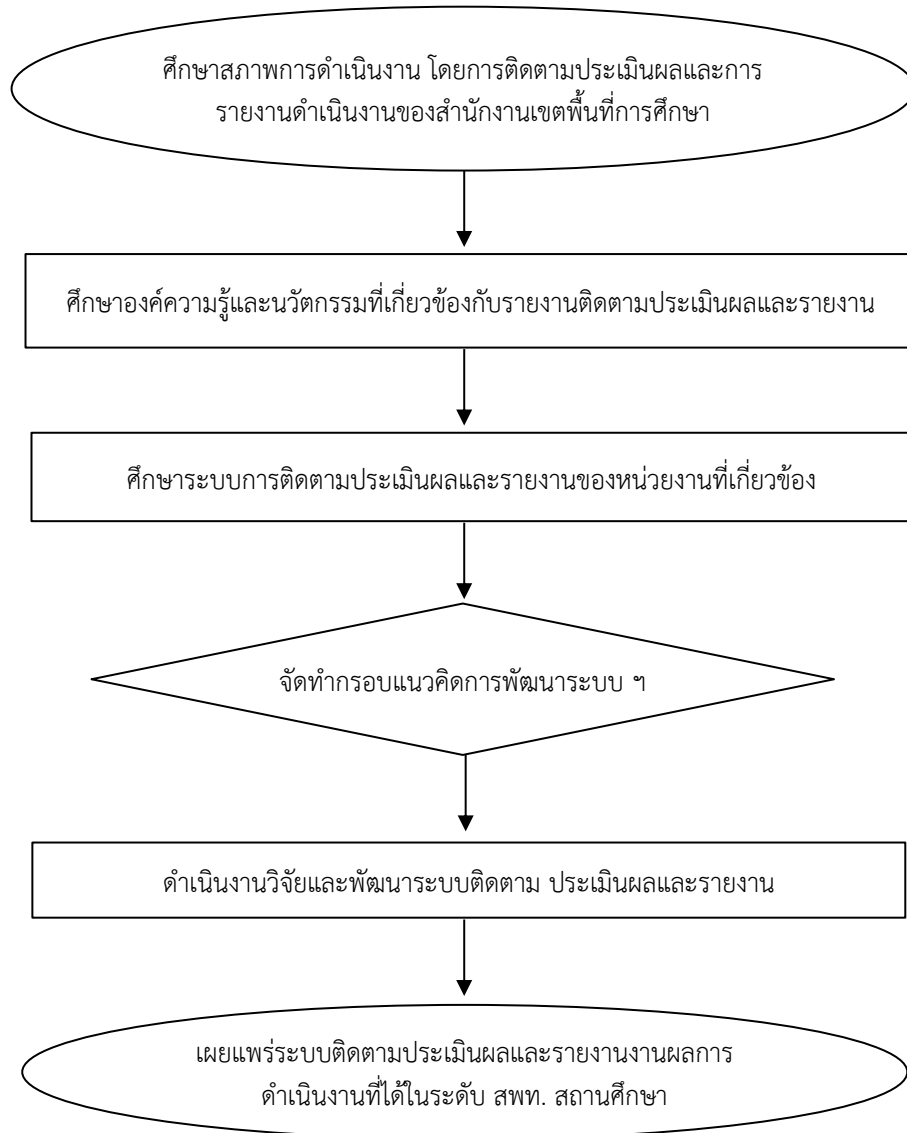 ศึกษาสภาพการดำเนินงาน โดยการติดตามประเมินผลและการ
รายงานดำเนินงานของสำนักงานเขตพื้นที่การศึกษา
ศึกษาองค์ความรู้และนวัตกรรมที่เกี่ยวข้องกับรายงานติดตามประเมินผลและรายงาน
ศึกษาระบบการติดตามประเมินผลและรายงานของหน่วยงานที่เกี่ยวข้อง
จัดทำกรอบแนวคิดการพัฒนาระบบ ฯ
ดำเนินงานวิจัยและพัฒนาระบบติดตาม ประเมินผลและรายงาน
เผยแพร่ระบบติดตามประเมินผลและรายงานงานผลการ
ดำเนินงานที่ได้ในระดับ สพท. สถานศึกษา